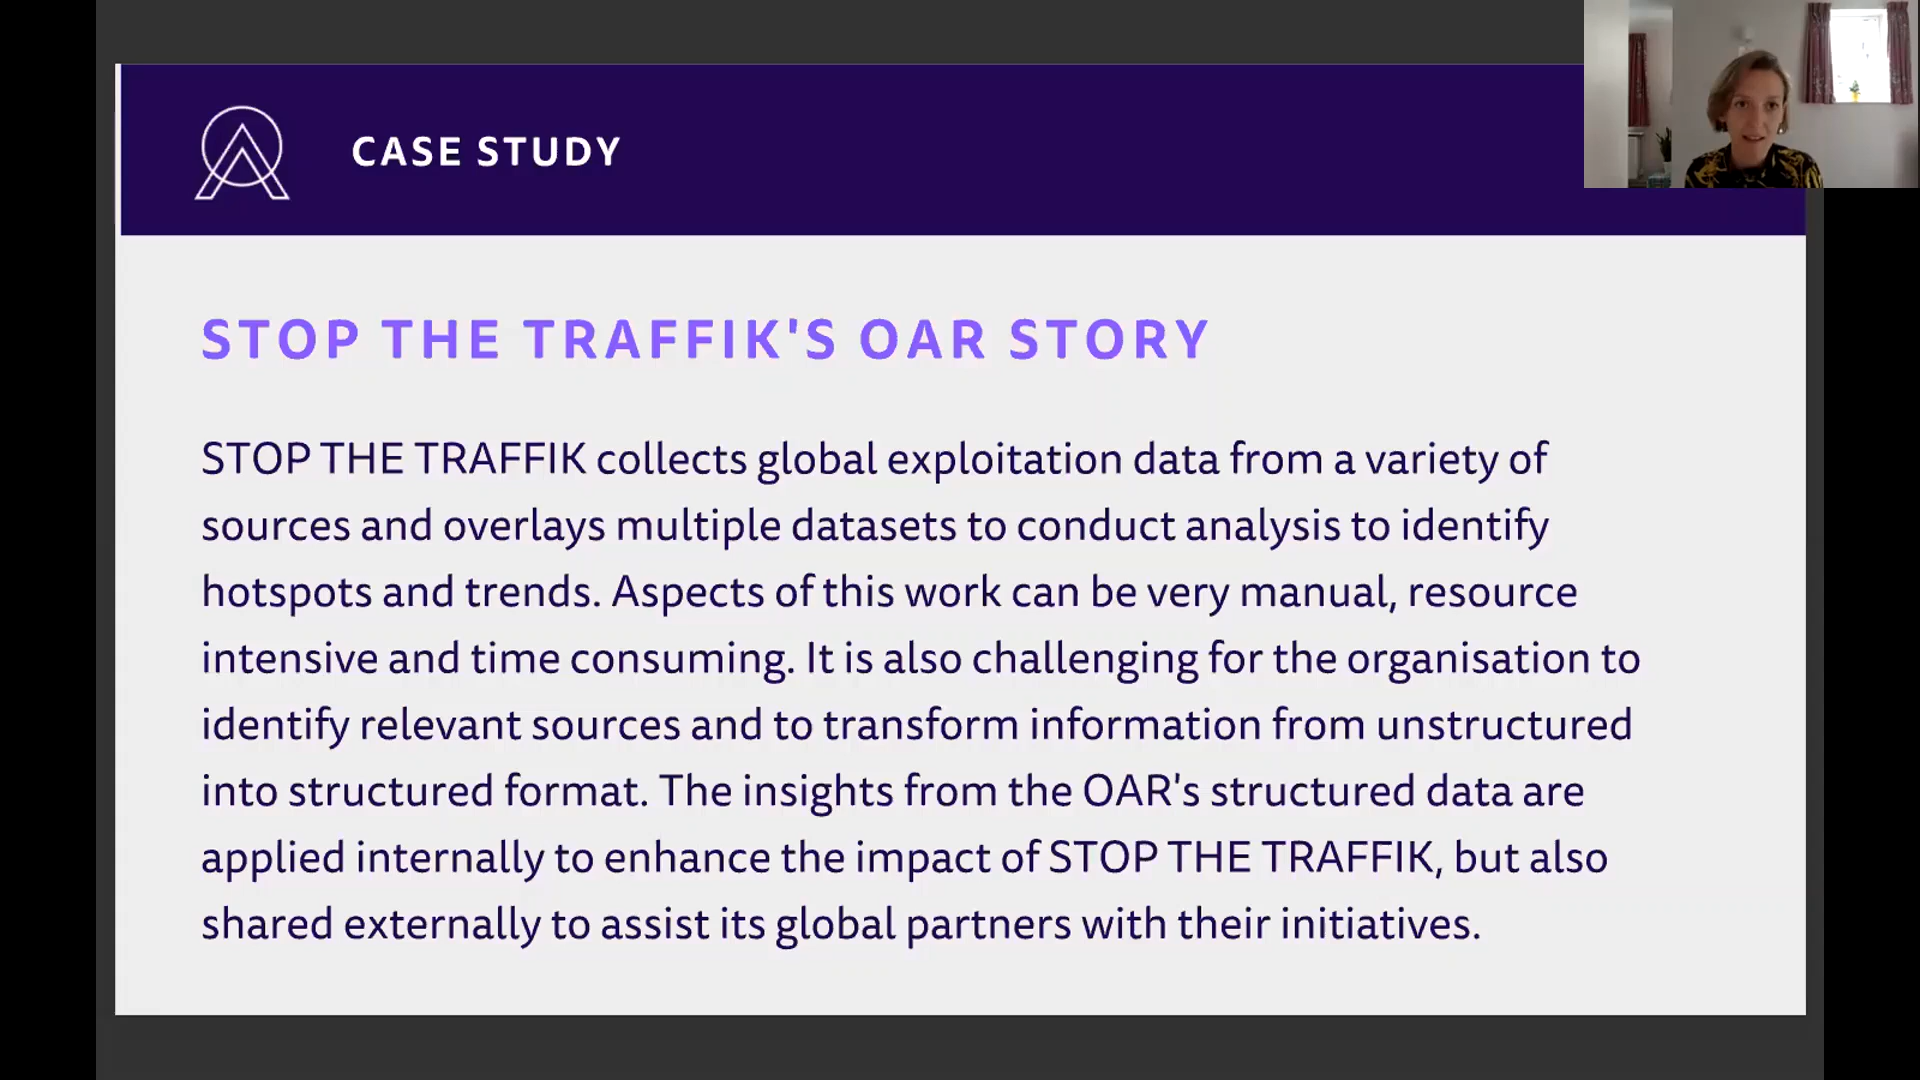 CASE STUDY
STOP THE TRAFFIK'S OAR STORY
STOP THE TRAFFIK collects global exploitation data from a variety of
sources and overlays multiple datasets to conduct analysis to identify
hotspots and trends. Aspects of this work can be very manual, resource
intensive and time consuming. It is also challenging for the organisation to
identify relevant sources and to transform information from unstructured
into structured format. The insights from the OAR's structured data are
applied internally to enhance the impact of STOP THE TRAFFIK, but also
shared externally to assist its global partners with their initiatives.